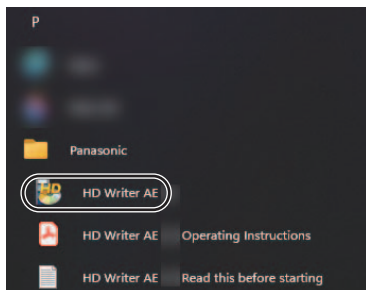 P
Panasonic
HD Writer AE
HD Writer AE Operating Instructions
HD Writer AE Read this before starting